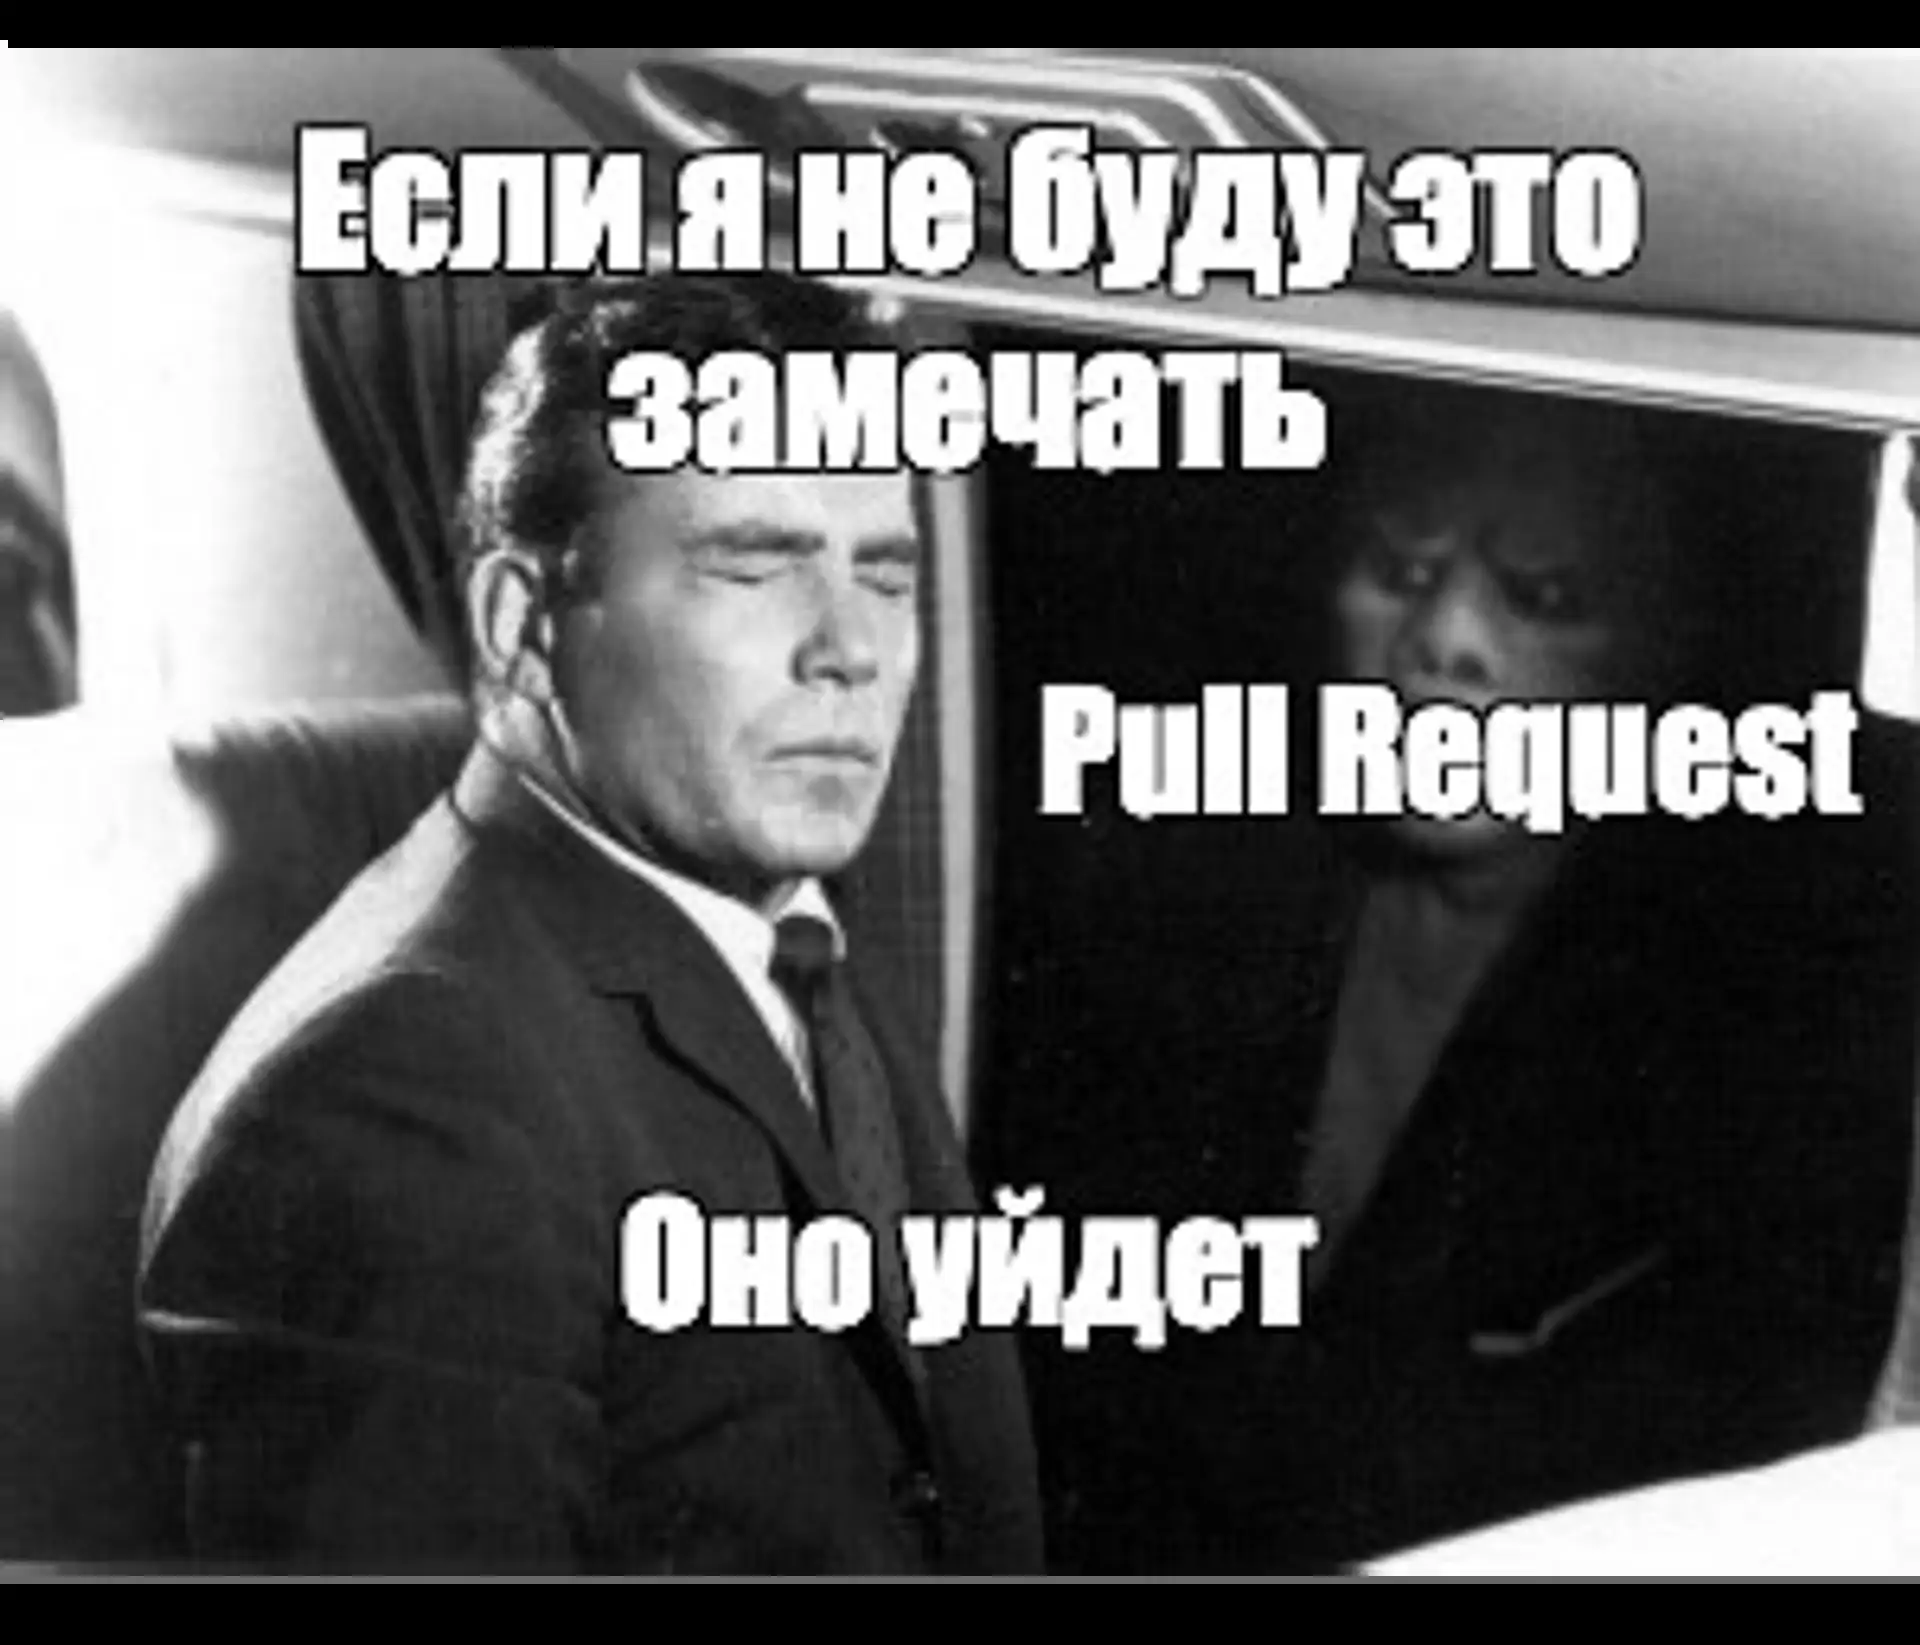 Если я не буду это
замечать
Pull Request
Оно уйдет